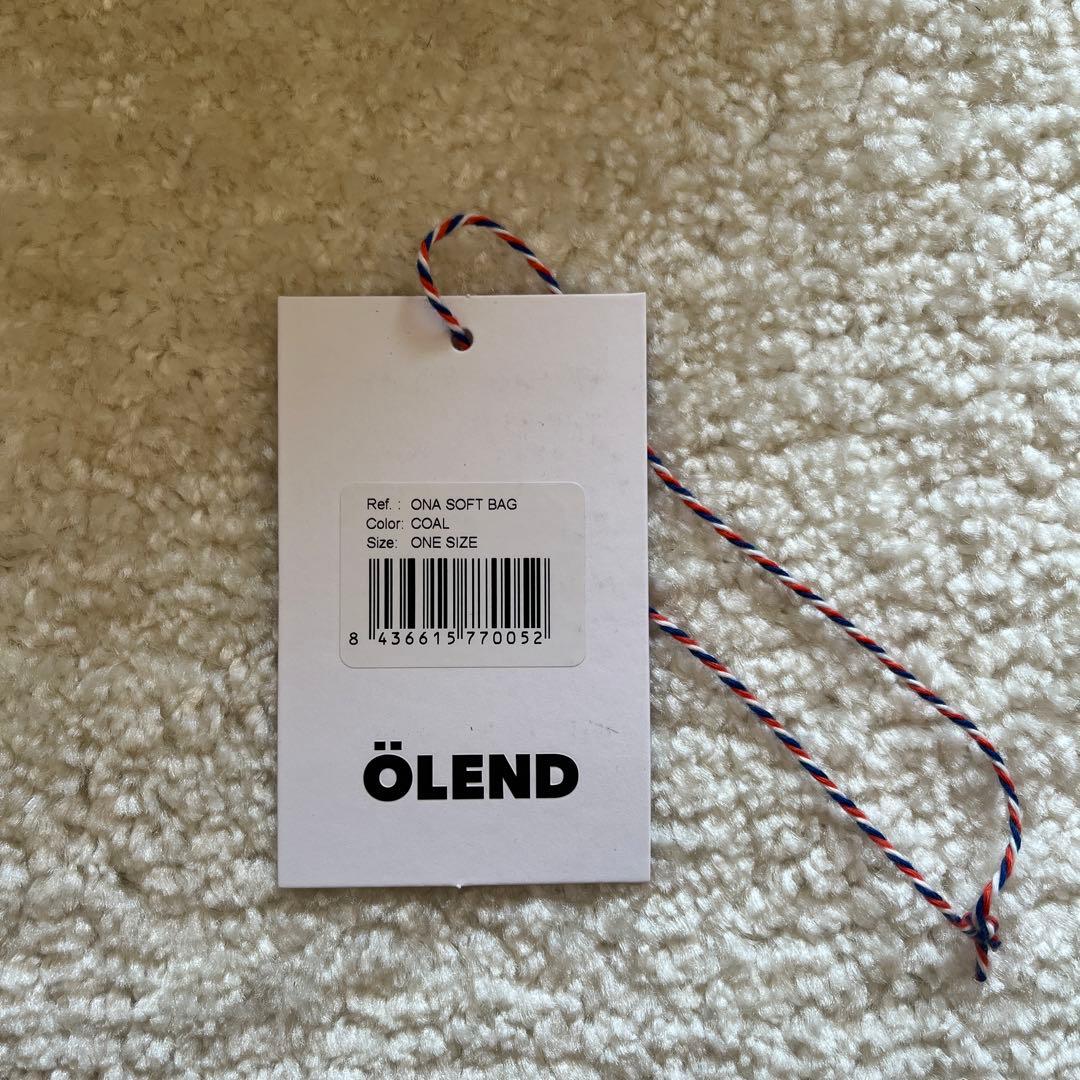 Ref. : ONA SOFT BAG
Color: COAL
Size: ONE SIZE
8 436615 770052
ÖLEND